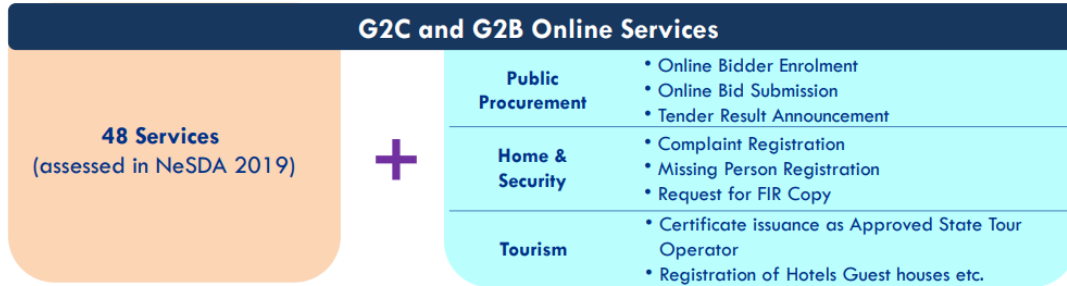 G2C and G2B Online Services
48 Services
(assessed in NeSDA 2019)
+
Public
Procurement
• Online Bidder Enrolment
• Online Bid Submission
• Tender Result Announcement
Home &
Security
• Complaint Registration
• Missing Person Registration
• Request for FIR Copy
Tourism
• Certificate issuance as Approved State Tour
Operator
• Registration of Hotels Guest houses etc.